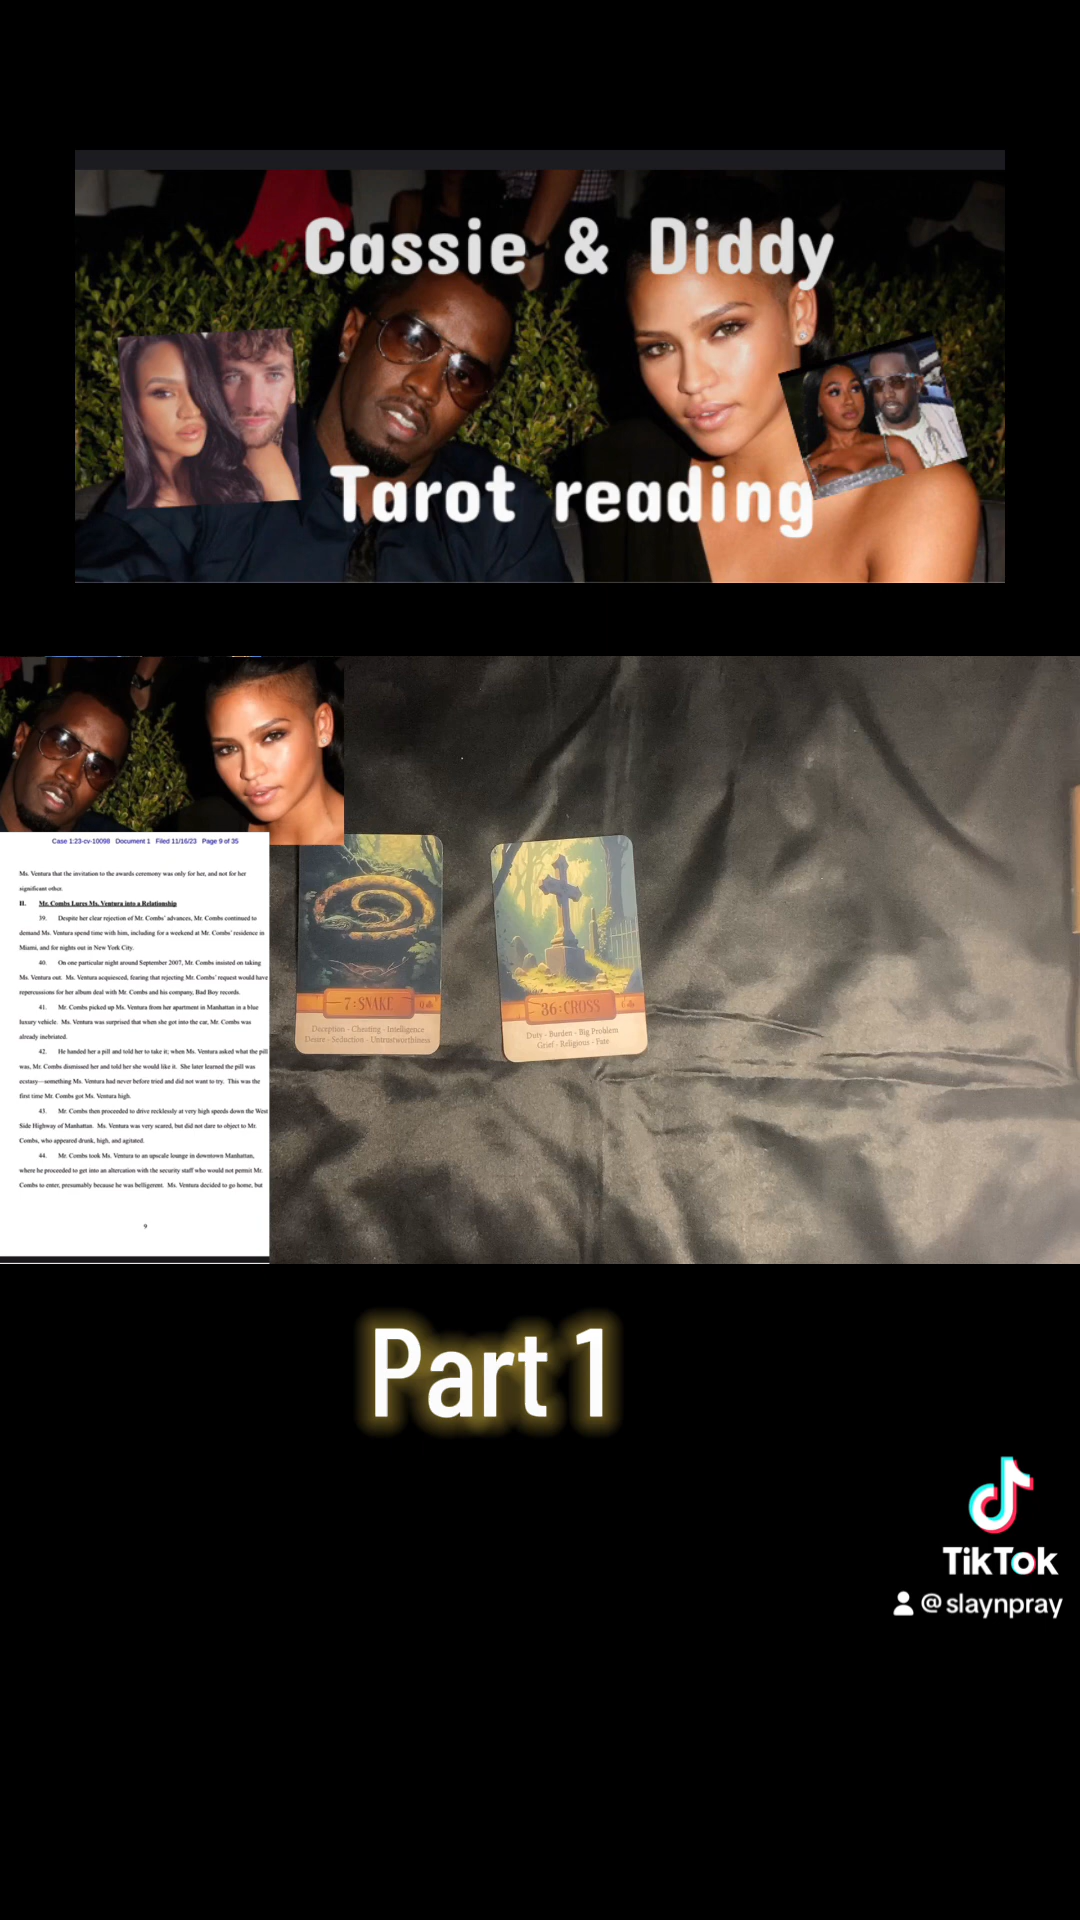 Cassie & Diddy
Tarot reading
Case 1:23-cv-10098 Document 1 Filed 11/16/23 Page 9 of 35
Ms. Ventura that the invitation to the awards ceremony was only for her, and not for her
significant other.
II. Mr. Combs Lures Ms. Ventura into a Relationship
39. Despite her clear rejection of Mr. Combs' advances, Mr. Combs continued to
demand Ms. Ventura spend time with him, including for a weekend at Mr. Combs' residence in
Miami, and for nights out in New York City.
40. On one particular night around September 2007, Mr. Combs insisted on taking
Ms. Ventura out. Ms. Ventura acquiesced, fearing that rejecting Mr. Combs' request would have
repercussions for her album deal with Mr. Combs and his company, Bad Boy records.
41. Mr. Combs picked up Ms. Ventura from her apartment in Manhattan in a blue
luxury vehicle. Ms. Ventura was surprised that when she got into the car, Mr. Combs was
already inebriated.
42. He handed her a pill and told her to take it; when Ms. Ventura asked what the pill
was, Mr. Combs dismissed her and told her she would like it. She later learned the pill was
ecstasy—something Ms. Ventura had never before tried and did not want to try. This was the
first time Mr. Combs got Ms. Ventura high.
43. Mr. Combs then proceeded to drive recklessly at very high speeds down the West
Side Highway of Manhattan. Ms. Ventura was very scared, but did not dare to object to Mr.
Combs, who appeared drunk, high, and agitated.
44. Mr. Combs took Ms. Ventura to an upscale lounge in downtown Manhattan,
where he proceeded to get into an altercation with the security staff who would not permit Mr.
Combs to enter, presumably because he was belligerent. Ms. Ventura decided to go home, but
9
7:SNAKE
Deception - Cheating - Intelligence
Desire - Seduction - Untrustworthiness
36:CROSS
6
Duty - Burden - Big Problem
Grief - Religious - Fate
Part 1
TikTok
@slaynpray